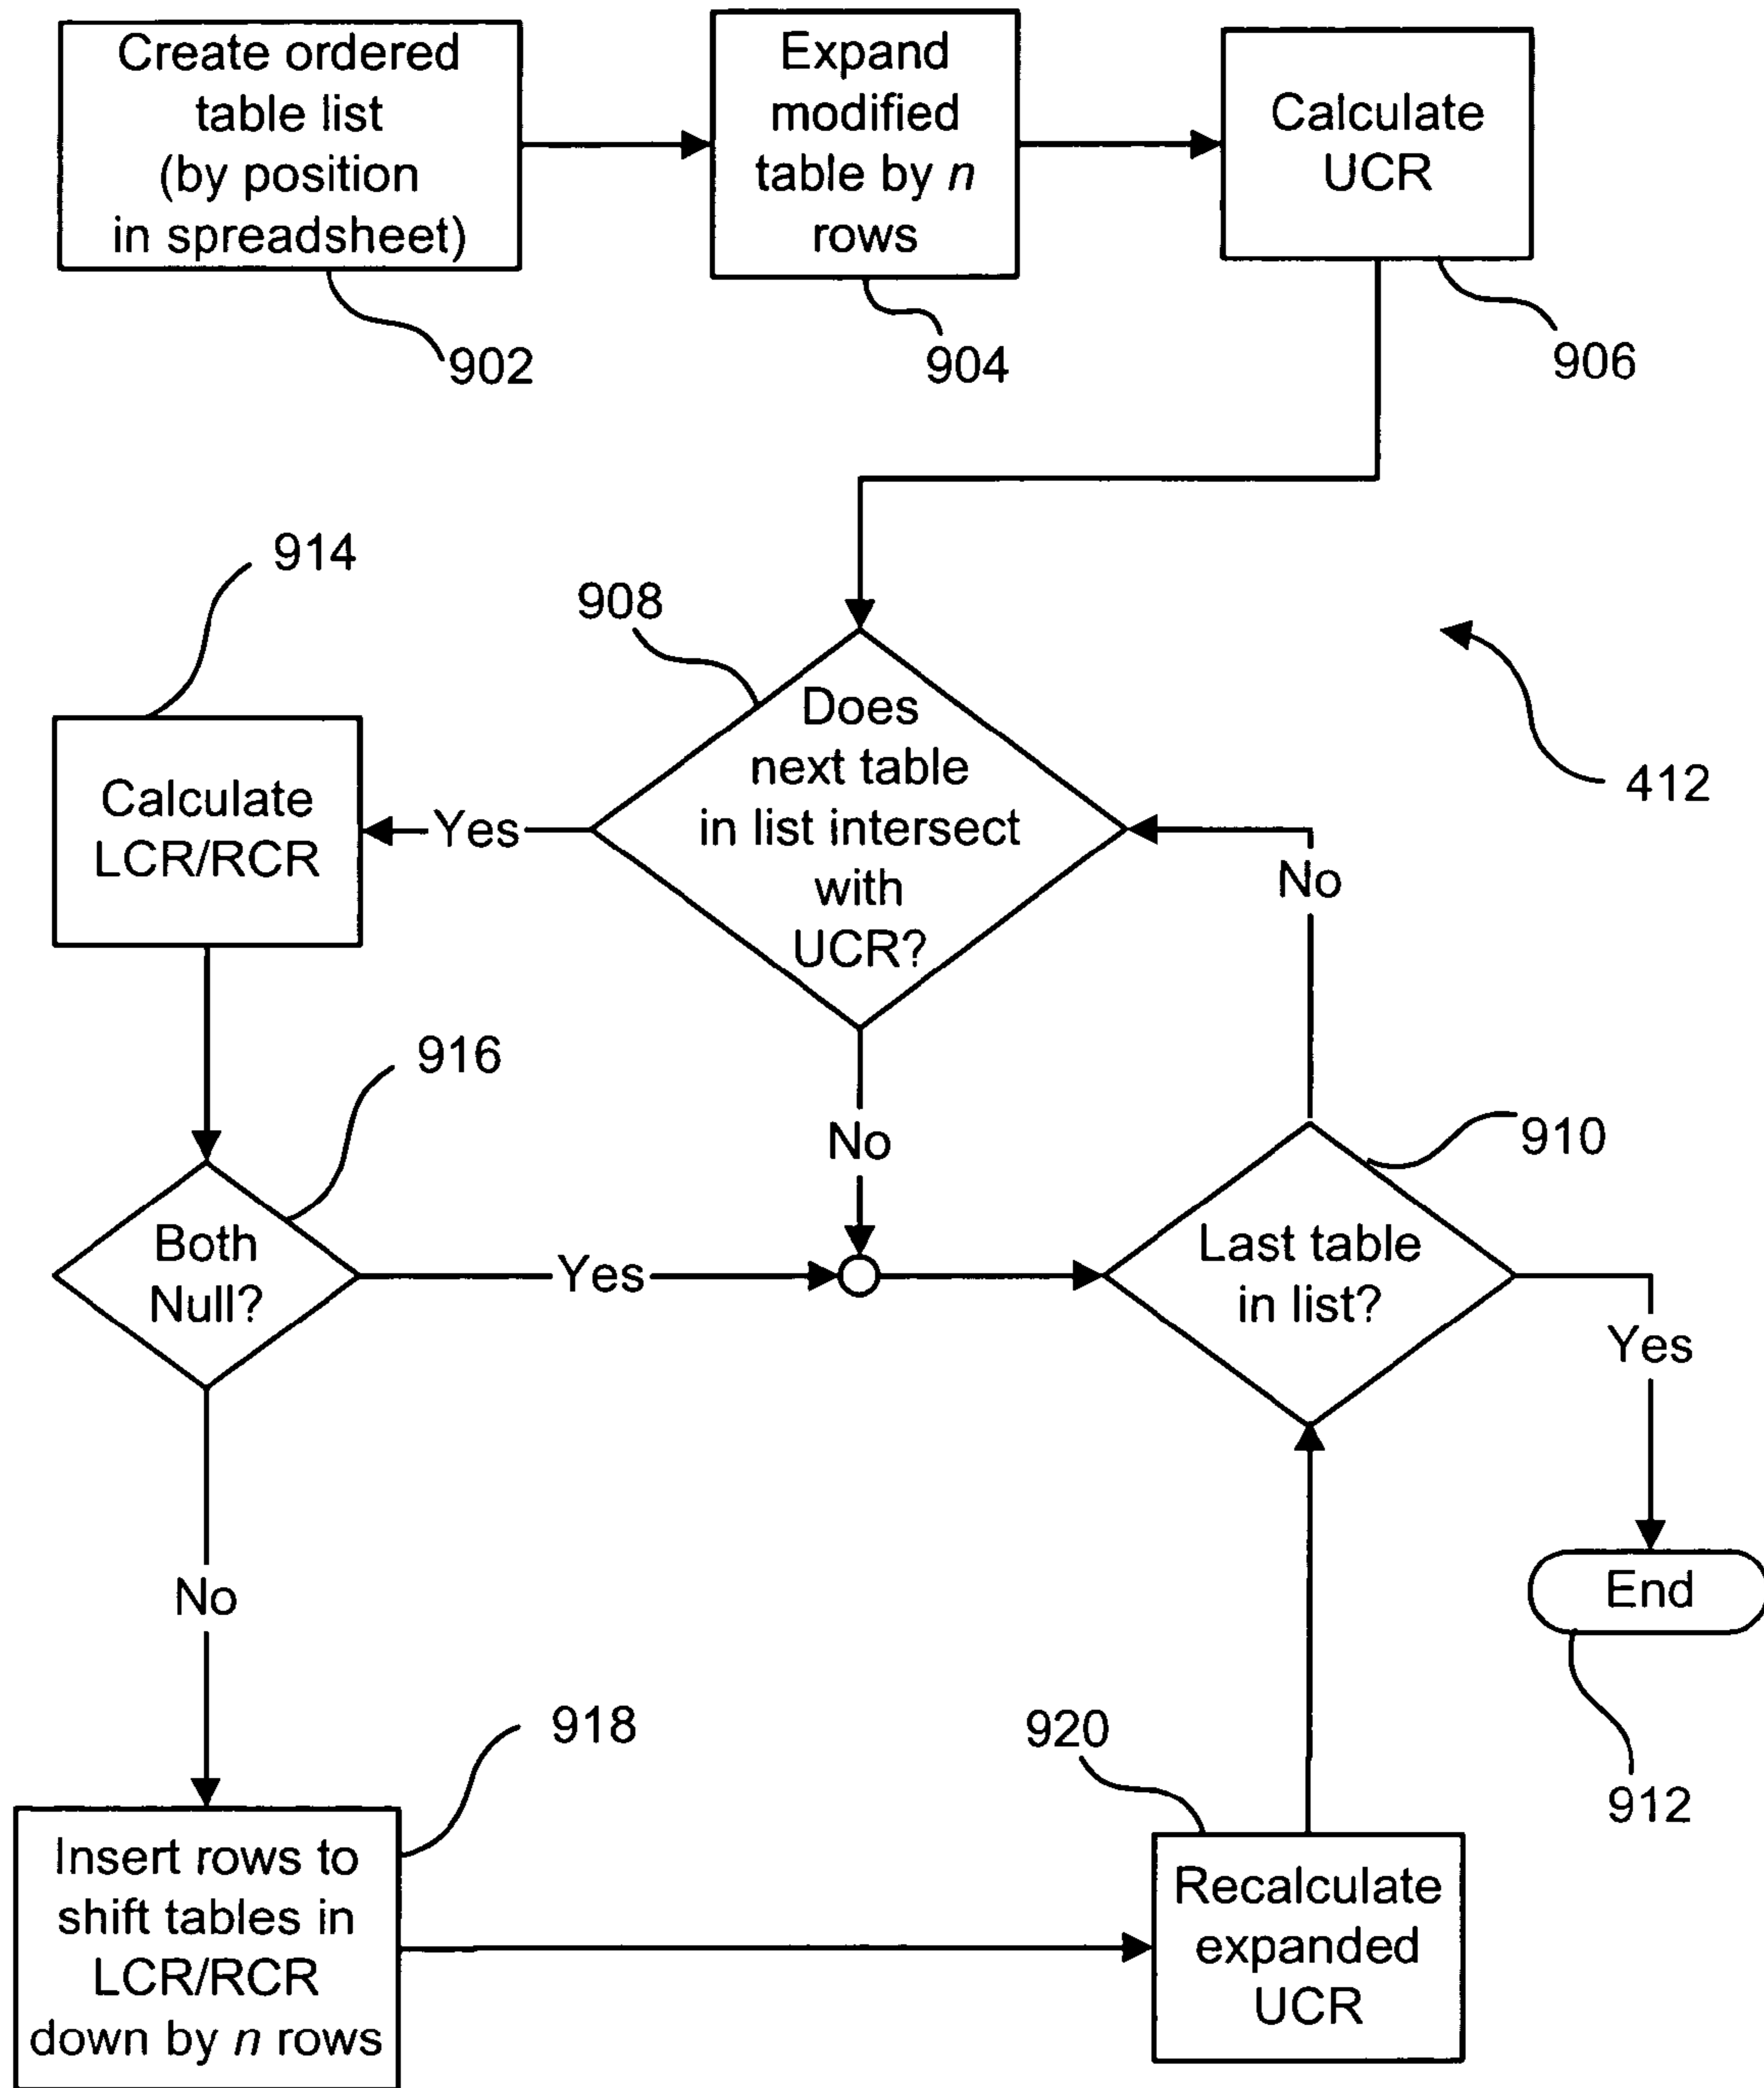 Create ordered
table list
(by position
in spreadsheet)
902
Expand
modified
table by n
rows
904
Calculate
UCR
906
914
908
Does
next table
in list intersect
with
UCR?
412
Calculate
LCR/RCR
Yes
No
916
No
910
Both
Null?
Yes
Last table
in list?
Yes
No
End
912
918
920
Insert rows to
shift tables in
LCR/RCR
down by n rows
Recalculate
expanded
UCR